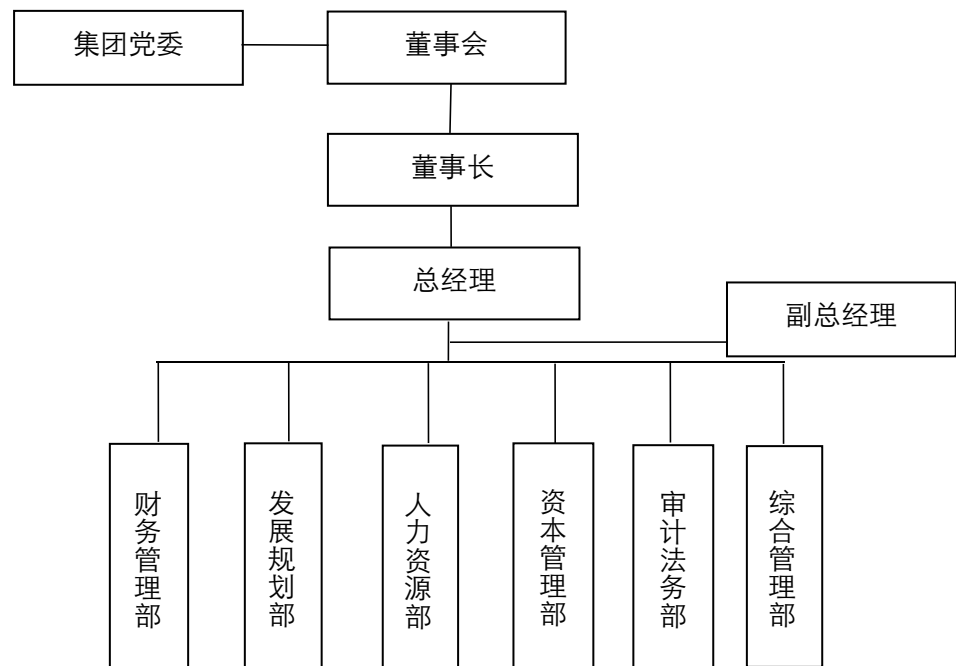 集团党委
董事会
董事长
总经理
副总经理
财务管理部
发展规划部
人力资源部
资本管理部
审计法务部
综合管理部